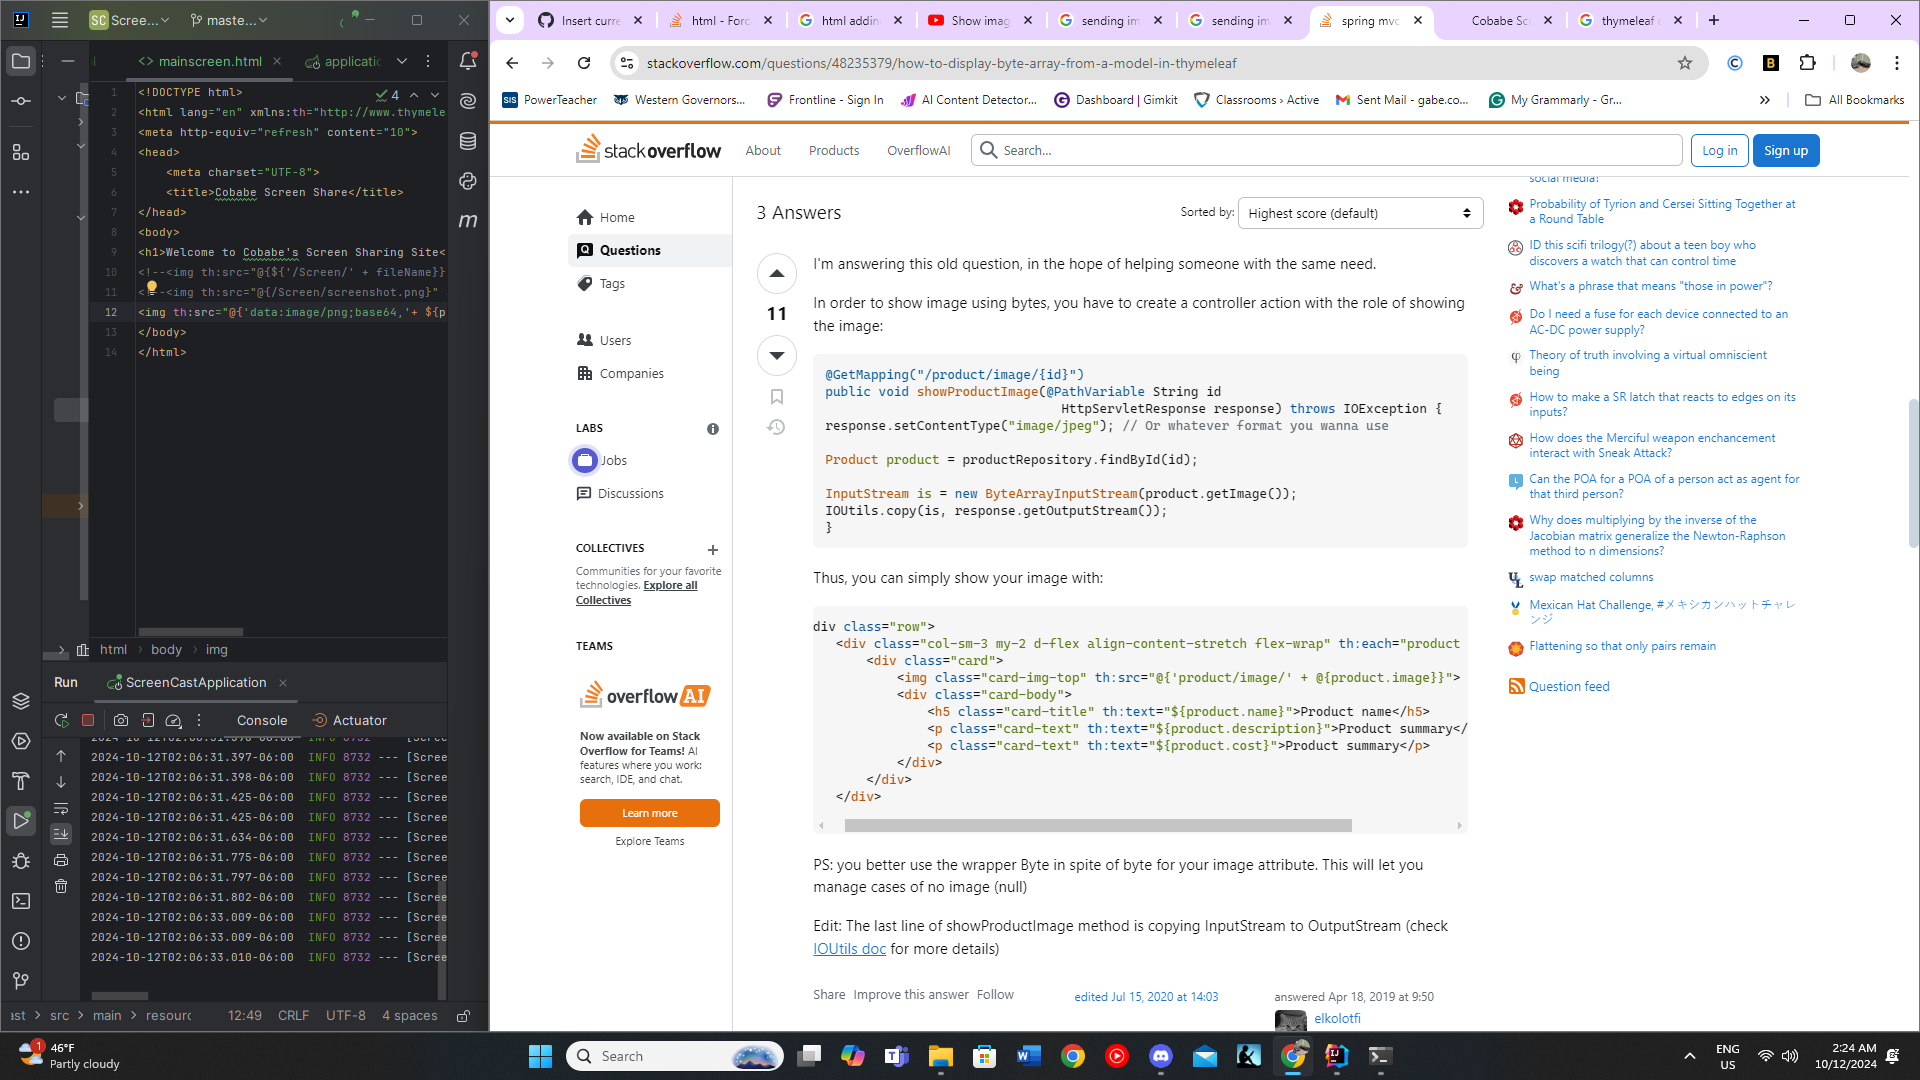 SC Scree...
maste...
mainscreen.html
applicatic
4
1 <!DOCTYPE html>
2 <html lang="en" xmlns:th="http://www.thymele
3 <meta http-equiv="refresh" content="10">
4 <head>
5 <meta charset="UTF-8">
6 <title>Cobabe Screen Share</title>
7 </head>
8 <body>
9 <h1>Welcome to Cobabe's Screen Sharing Site<
10 <!--<img th:src="@{${'/Screen/' + fileName}}
11 <!--<img th:src="@{/Screen/screenshot.png}"
12 <img th:src="@{'data:image/png;base64,'+ ${p
13 </body>
14 </html>
html > body > img
Run ScreenCastApplication
Console Actuator
2024-10-12T02:06:31.396-06:00 INFO 8732 --- [Scree
2024-10-12T02:06:31.397-06:00 INFO 8732 --- [Scree
2024-10-12T02:06:31.398-06:00 INFO 8732 --- [Scree
2024-10-12T02:06:31.425-06:00 INFO 8732 --- [Scree
2024-10-12T02:06:31.425-06:00 INFO 8732 --- [Scree
2024-10-12T02:06:31.634-06:00 INFO 8732 --- [Scree
2024-10-12T02:06:31.775-06:00 INFO 8732 --- [Scree
2024-10-12T02:06:31.797-06:00 INFO 8732 --- [Scree
2024-10-12T02:06:31.802-06:00 INFO 8732 --- [Scree
2024-10-12T02:06:33.009-06:00 INFO 8732 --- [Scree
2024-10-12T02:06:33.009-06:00 INFO 8732 --- [Scree
2024-10-12T02:06:33.010-06:00 INFO 8732 --- [Scree
ast > src > main > resourc 12:49 CRLF UTF-8 4 spaces
Insert curre
html - Forc
html addin
Show imag
sending im
sending im
spring mvc
Cobabe Sc
thymeleaf c
stackoverflow.com/questions/48235379/how-to-display-byte-array-from-a-model-in-thymeleaf
SIS PowerTeacher
Western Governors...
Frontline - Sign In
AI Content Detector...
Dashboard | Gimkit
Classrooms › Active
Sent Mail - gabe.co...
My Grammarly - Gr...
All Bookmarks
stackoverflow
About
Products
OverflowAI
Search...
Log in
Sign up
Home
Questions
Tags
Users
Companies
LABS
Jobs
Discussions
COLLECTIVES
Communities for your favorite
technologies. Explore all
Collectives
TEAMS
overflow AI
Now available on Stack
Overflow for Teams! AI
features where you work:
search, IDE, and chat.
Learn more
Explore Teams
3 Answers
Sorted by: Highest score (default)
11
I'm answering this old question, in the hope of helping someone with the same need.
In order to show image using bytes, you have to create a controller action with the role of showing
the image:
@GetMapping("/product/image/{id}")
public void showProductImage(@PathVariable String id
HttpServletResponse response) throws IOException {
response.setContentType("image/jpeg"); // Or whatever format you wanna use
Product product = productRepository.findById(id);
InputStream is = new ByteArrayInputStream(product.getImage());
IOUtils.copy(is, response.getOutputStream());
}
Thus, you can simply show your image with:
div class="row">
<div class="col-sm-3 my-2 d-flex align-content-stretch flex-wrap" th:each="product
<div class="card">
<img class="card-img-top" th:src="@{'product/image/' + @{product.image}}">
<div class="card-body">
<h5 class="card-title" th:text="${product.name}">Product name</h5>
<p class="card-text" th:text="${product.description}">Product summary</
<p class="card-text" th:text="${product.cost}">Product summary</p>
</div>
</div>
</div>
PS: you better use the wrapper Byte in spite of byte for your image attribute. This will let you
manage cases of no image (null)
Edit: The last line of showProductImage method is copying InputStream to OutputStream (check
IOUtils doc for more details)
Share Improve this answer Follow
edited Jul 15, 2020 at 14:03
answered Apr 18, 2019 at 9:50
elkolotfi
social media?
Probability of Tyrion and Cersei Sitting Together at
a Round Table
ID this scifi trilogy(?) about a teen boy who
discovers a watch that can control time
What's a phrase that means "those in power"?
Do I need a fuse for each device connected to an
AC-DC power supply?
Theory of truth involving a virtual omniscient
being
How to make a SR latch that reacts to edges on its
inputs?
How does the Merciful weapon enchancement
interact with Sneak Attack?
Can the POA for a POA of a person act as agent for
that third person?
Why does multiplying by the inverse of the
Jacobian matrix generalize the Newton-Raphson
method to n dimensions?
swap matched columns
Mexican Hat Challenge, #メキシカンハットチャレ
ンジ
Flattening so that only pairs remain
Question feed
1
46°F
Partly cloudy
Search
ENG
US
2:24 AM
10/12/2024